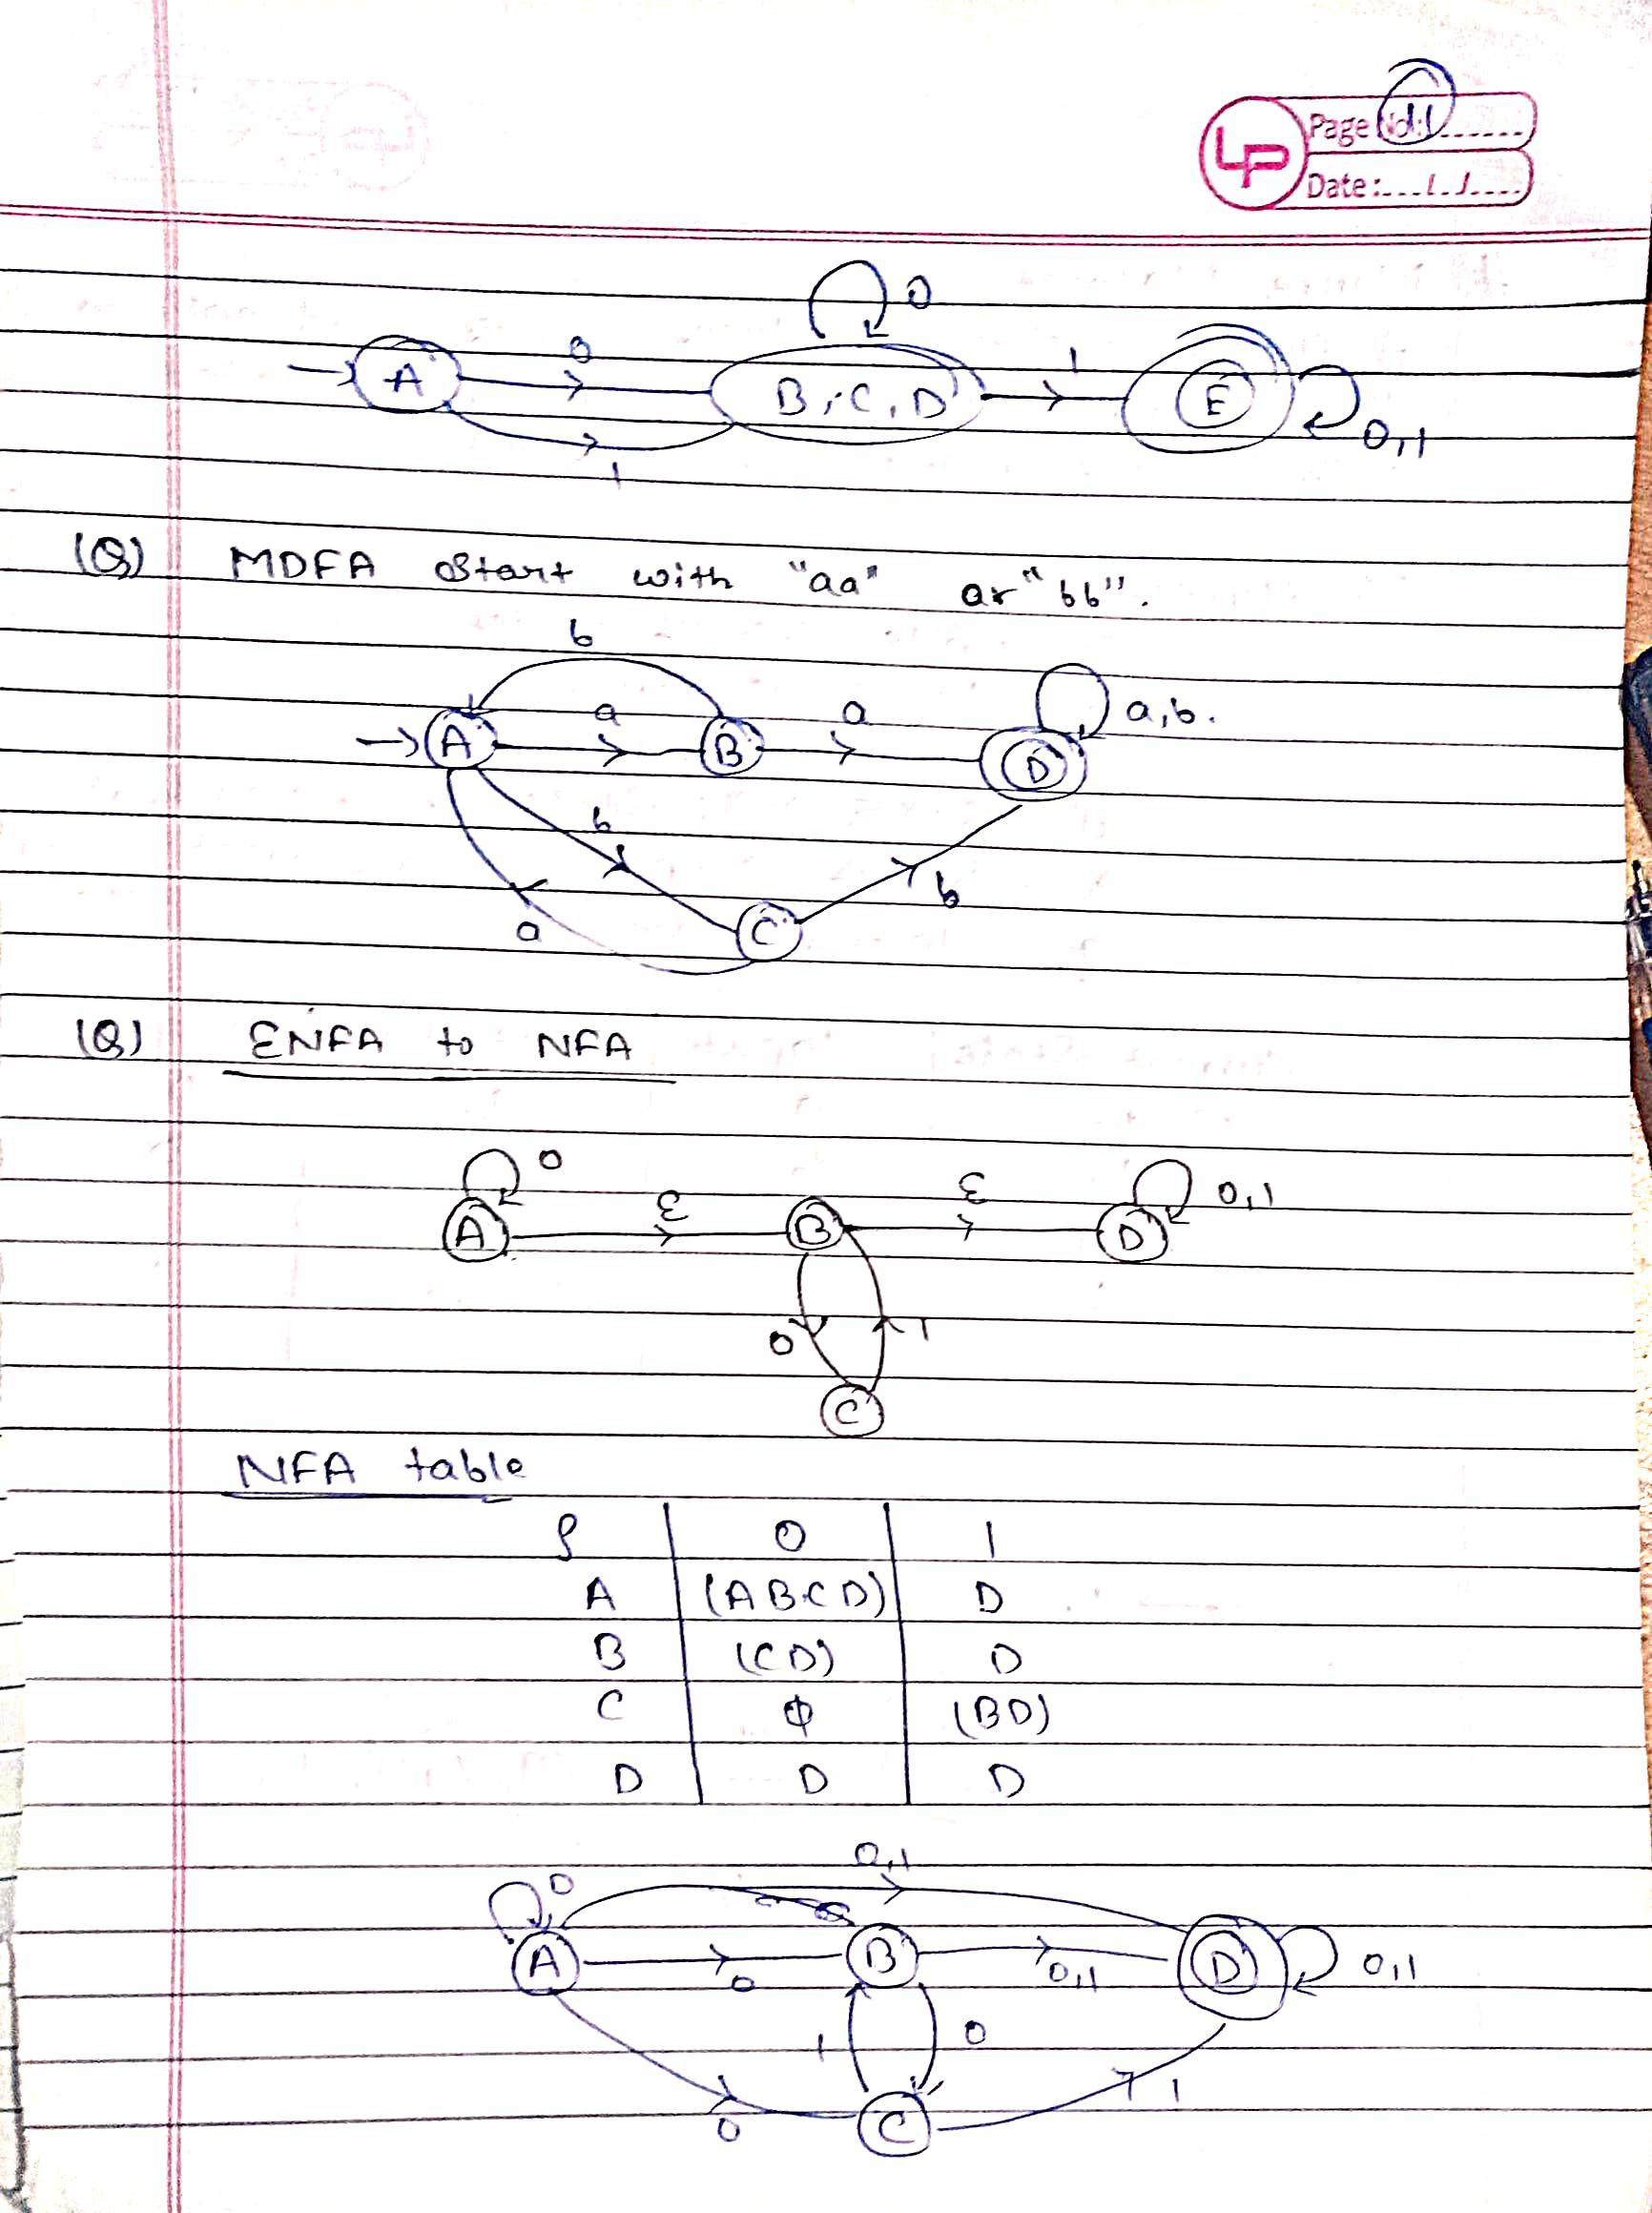 LP
Page No.: 11
Date:
0
A 0 B, C, D 1 E
1 0,1
(Q) MDFA Start with "aa" or "bb".
b
A a B a D a,b.
b
a C b
(Q) ENFA to NFA
0
A ε B ε D 0,1
0 1
C
NFA table
0 1
A (ABCD) D
B (CD) D
C ϕ (BD)
D D D
0 0,1
A 0 B 0,1 D 0,1
1 0
0 C 1